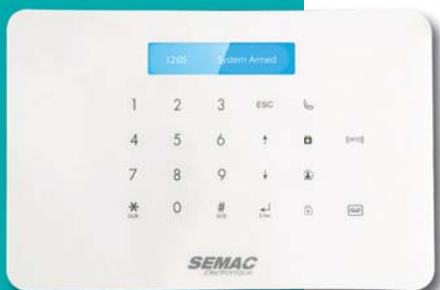 12:05 System Armed
1 2 3 ESC
4 5 6
7 8 9
* 0 #
SEMAC
Electronique